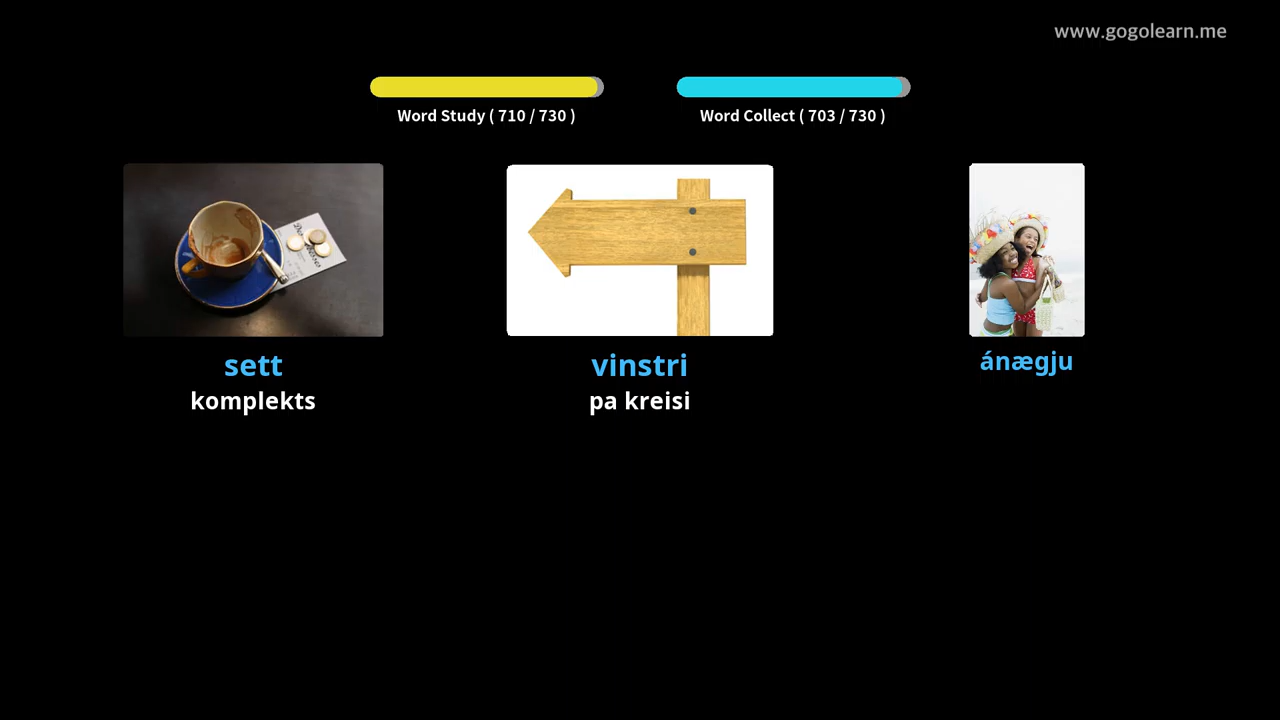 www.gogolearn.me
Word Study ( 710 / 730 )
Word Collect ( 703 / 730 )
sett
komplekts
vinstri
pa kreisi
ánægju